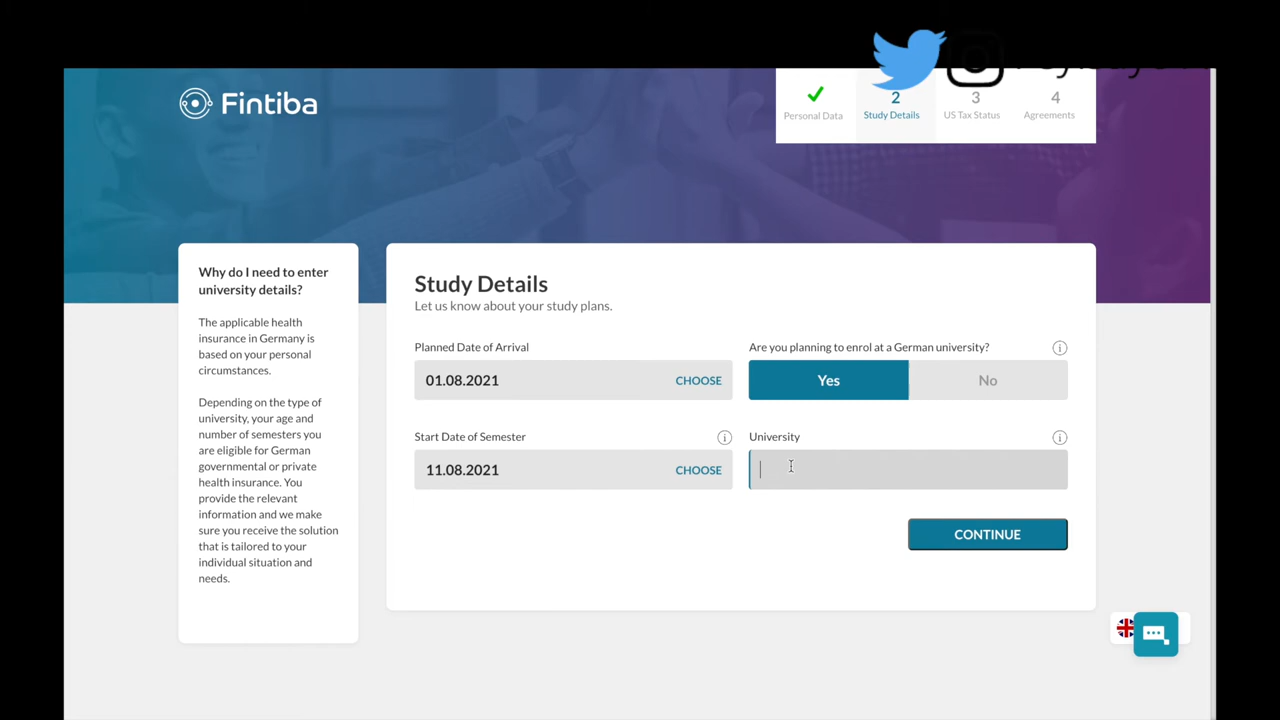 Fintiba
Personal Data
2
Study Details
3
US Tax Status
4
Agreements
Why do I need to enter
university details?
The applicable health
insurance in Germany is
based on your personal
circumstances.
Depending on the type of
university, your age and
number of semesters you
are eligible for German
governmental or private
health insurance. You
provide the relevant
information and we make
sure you receive the solution
that is tailored to your
individual situation and
needs.
Study Details
Let us know about your study plans.
Planned Date of Arrival
01.08.2021 CHOOSE
Are you planning to enrol at a German university?
Yes No
Start Date of Semester
11.08.2021 CHOOSE
University
CONTINUE